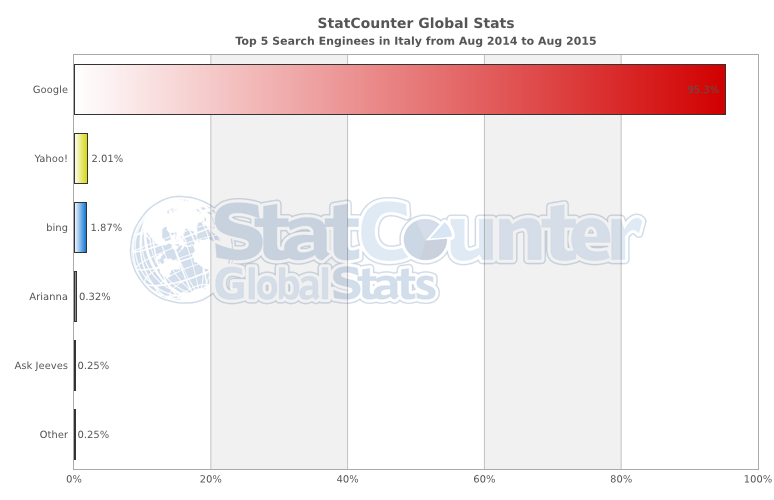 StatCounter Global Stats
Top 5 Search Enginees in Italy from Aug 2014 to Aug 2015
Google 95.3%
Yahoo! 2.01%
bing 1.87%
StatCounter
GlobalStats
Arianna 0.32%
Ask Jeeves 0.25%
Other 0.25%
0% 20% 40% 60% 80% 100%